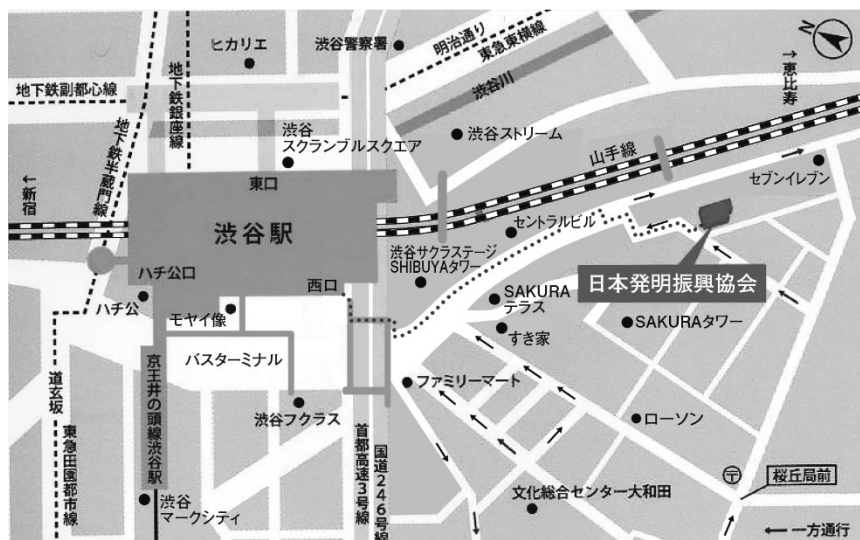 ヒカリエ
渋谷警察署
明治通り
東急東横線
渋谷川
N
→恵比寿
地下鉄副都心線
地下鉄銀座線
地下鉄半蔵門線
渋谷
スクランブルスクエア
渋谷ストリーム
山手線
セブンイレブン
←新宿
東口
渋谷駅
セントラルビル
渋谷サクラステージ
SHIBUYAタワー
日本発明振興協会
ハチ公口
西口
ハチ公
モヤイ像
SAKURA
テラス
SAKURAタワー
すき家
バスターミナル
ファミリーマート
道玄坂
東急田園都市線
京王井の頭線渋谷駅
渋谷フクラス
首都高速3号線
国道246号線
ローソン
桜丘局前
渋谷
マークシティ
文化総合センター大和田
←一方通行